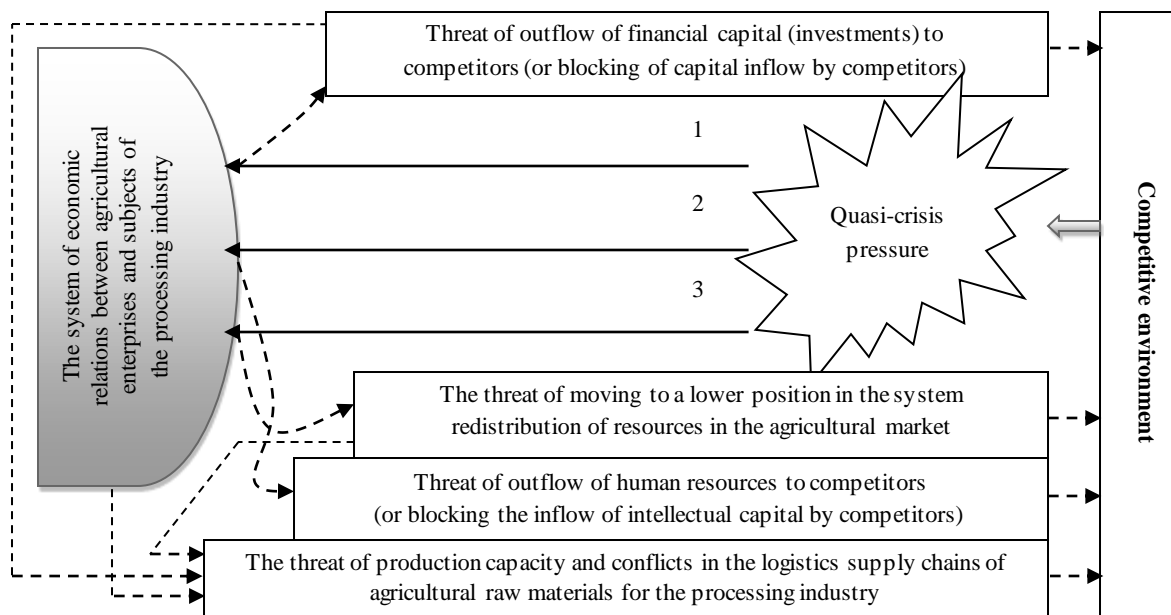 Threat of outflow of financial capital (investments) to
competitors (or blocking of capital inflow by competitors)
The system of economic
relations between agricultural
enterprises and subjects of
the processing industry
1
2
3
Quasi-crisis
pressure
Competitive environment
The threat of moving to a lower position in the system
redistribution of resources in the agricultural market
Threat of outflow of human resources to competitors
(or blocking the inflow of intellectual capital by competitors)
The threat of production capacity and conflicts in the logistics supply chains of
agricultural raw materials for the processing industry